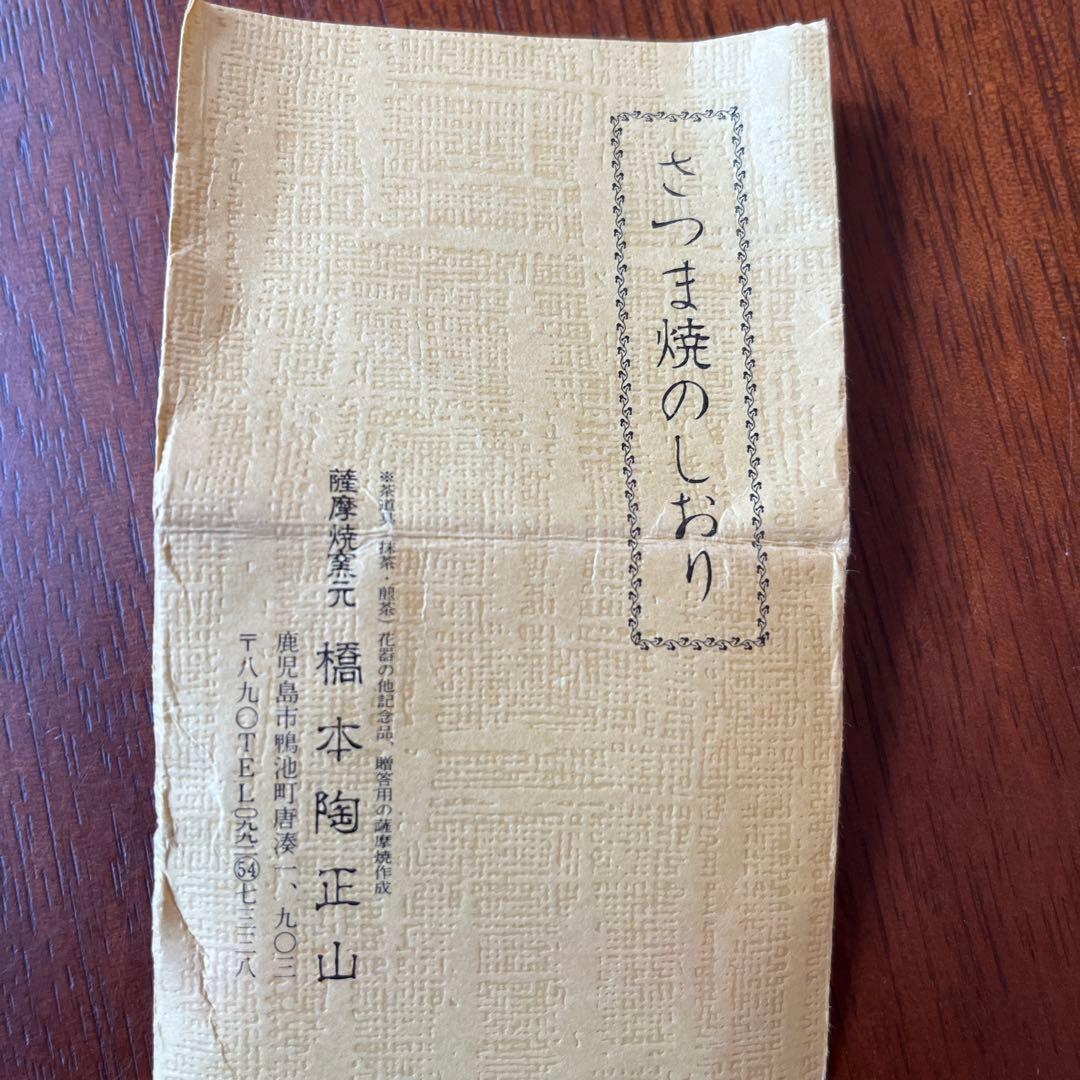 さつま焼のしおり
※茶道具(抹茶・煎茶)花器の他記念品、贈答用の薩摩焼作成
薩摩焼窯元 橋本陶正山
鹿児島市鴨池町唐湊一、九〇三
〒八九〇TEL〇九九二(54)七三三八